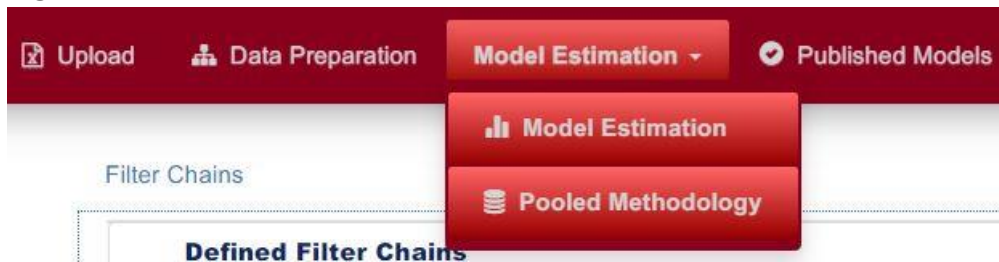 Upload Data Preparation Model Estimation Published Models
Model Estimation
Filter Chains
Pooled Methodology
Defined Filter Chains